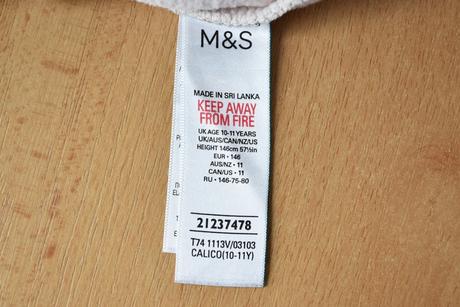 M&S
MADE IN SRI LANKA
KEEP AWAY
FROM FIRE
UK AGE 10-11 YEARS
UK/AUS/CAN/NZ/US
HEIGHT 146cm 57½in
EUR • 146
AUS/NZ • 11
CAN/US • 11
RU • 146-75-80
21237478
T74 1113V/03103
CALICO(10-11Y)